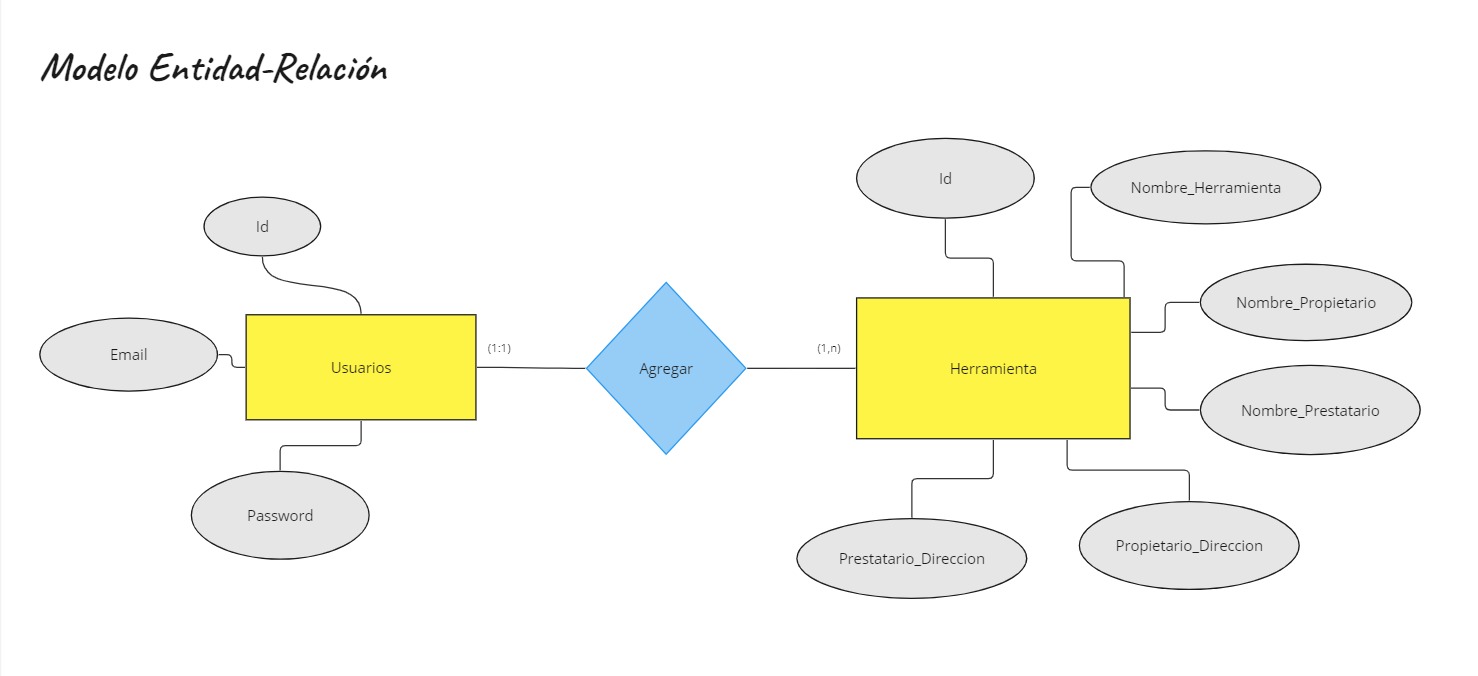 Modelo Entidad-Relación
Id
Nombre_Herramienta
Id
Nombre_Propietario
Email
Usuarios
(1:1)
Agregar
(1,n)
Herramienta
Nombre_Prestatario
Password
Prestatario_Direccion
Propietario_Direccion